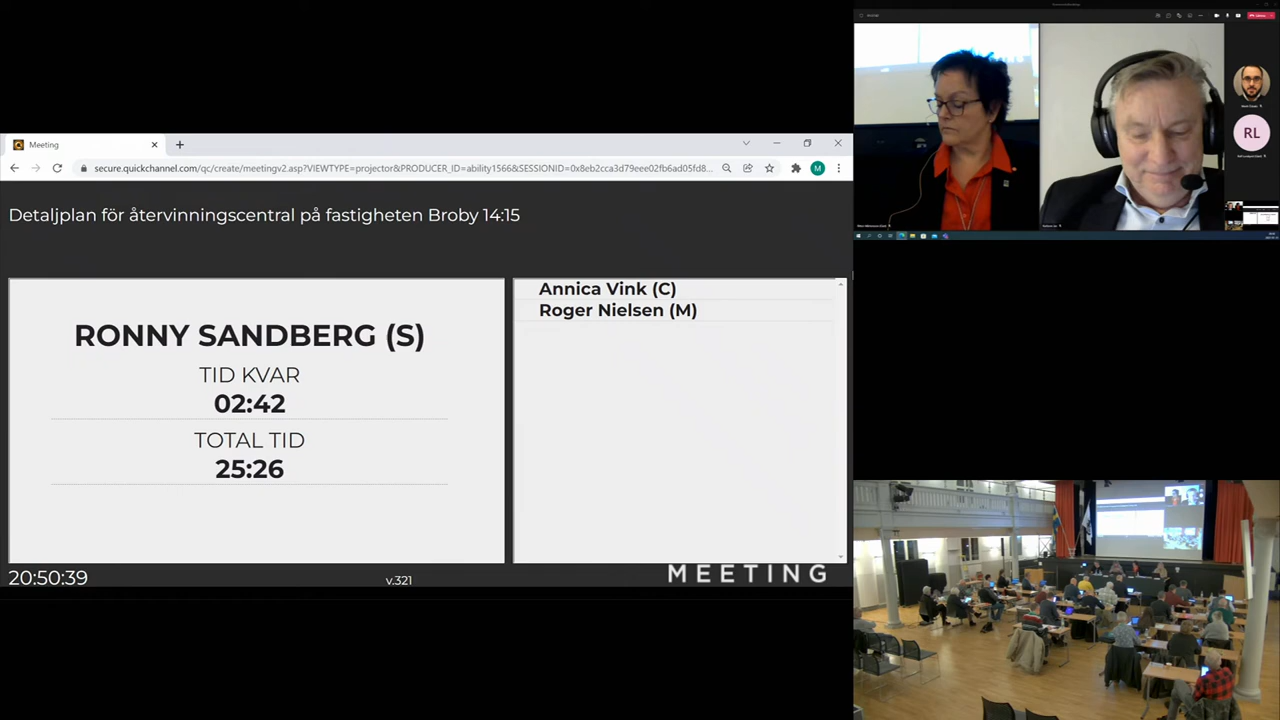 Meeting
secure.quickchannel.com/qc/create/meetingv2.asp?VIEWTYPE=projector&PRODUCER_ID=ability1566&SESSIONID=0x8eb2cca3d79eee02fb6ad05fd8...
M
Detaljplan för återvinningscentral på fastigheten Broby 14:15
RONNY SANDBERG (S)
TID KVAR
02:42
TOTAL TID
25:26
Annica Vink (C)
Roger Nielsen (M)
20:50:39
v.321
MEETING
RL